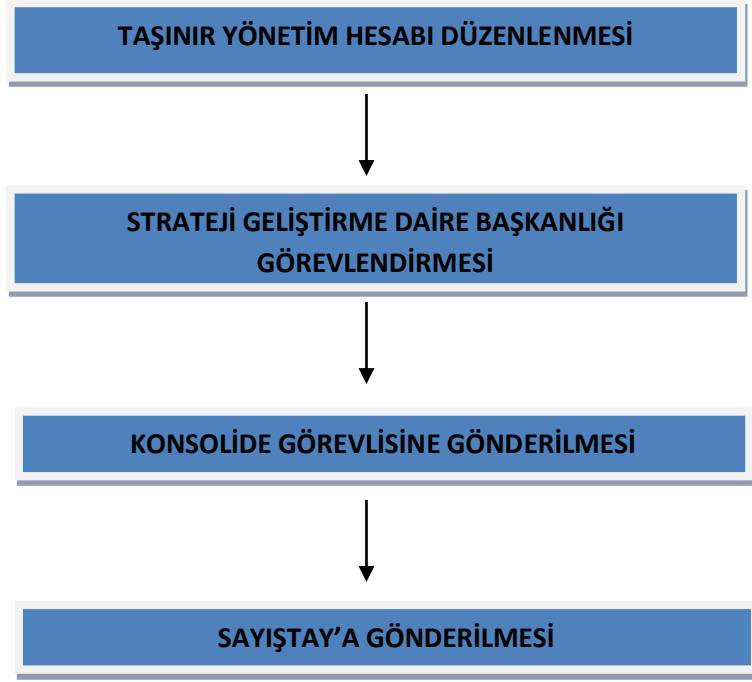 TAŞINIR YÖNETİM HESABI DÜZENLENMESİ
STRATEJİ GELİŞTİRME DAİRE BAŞKANLIĞI
GÖREVLENDİRMESİ
KONSOLİDE GÖREVLİSİNE GÖNDERİLMESİ
SAYIŞTAY’A GÖNDERİLMESİ